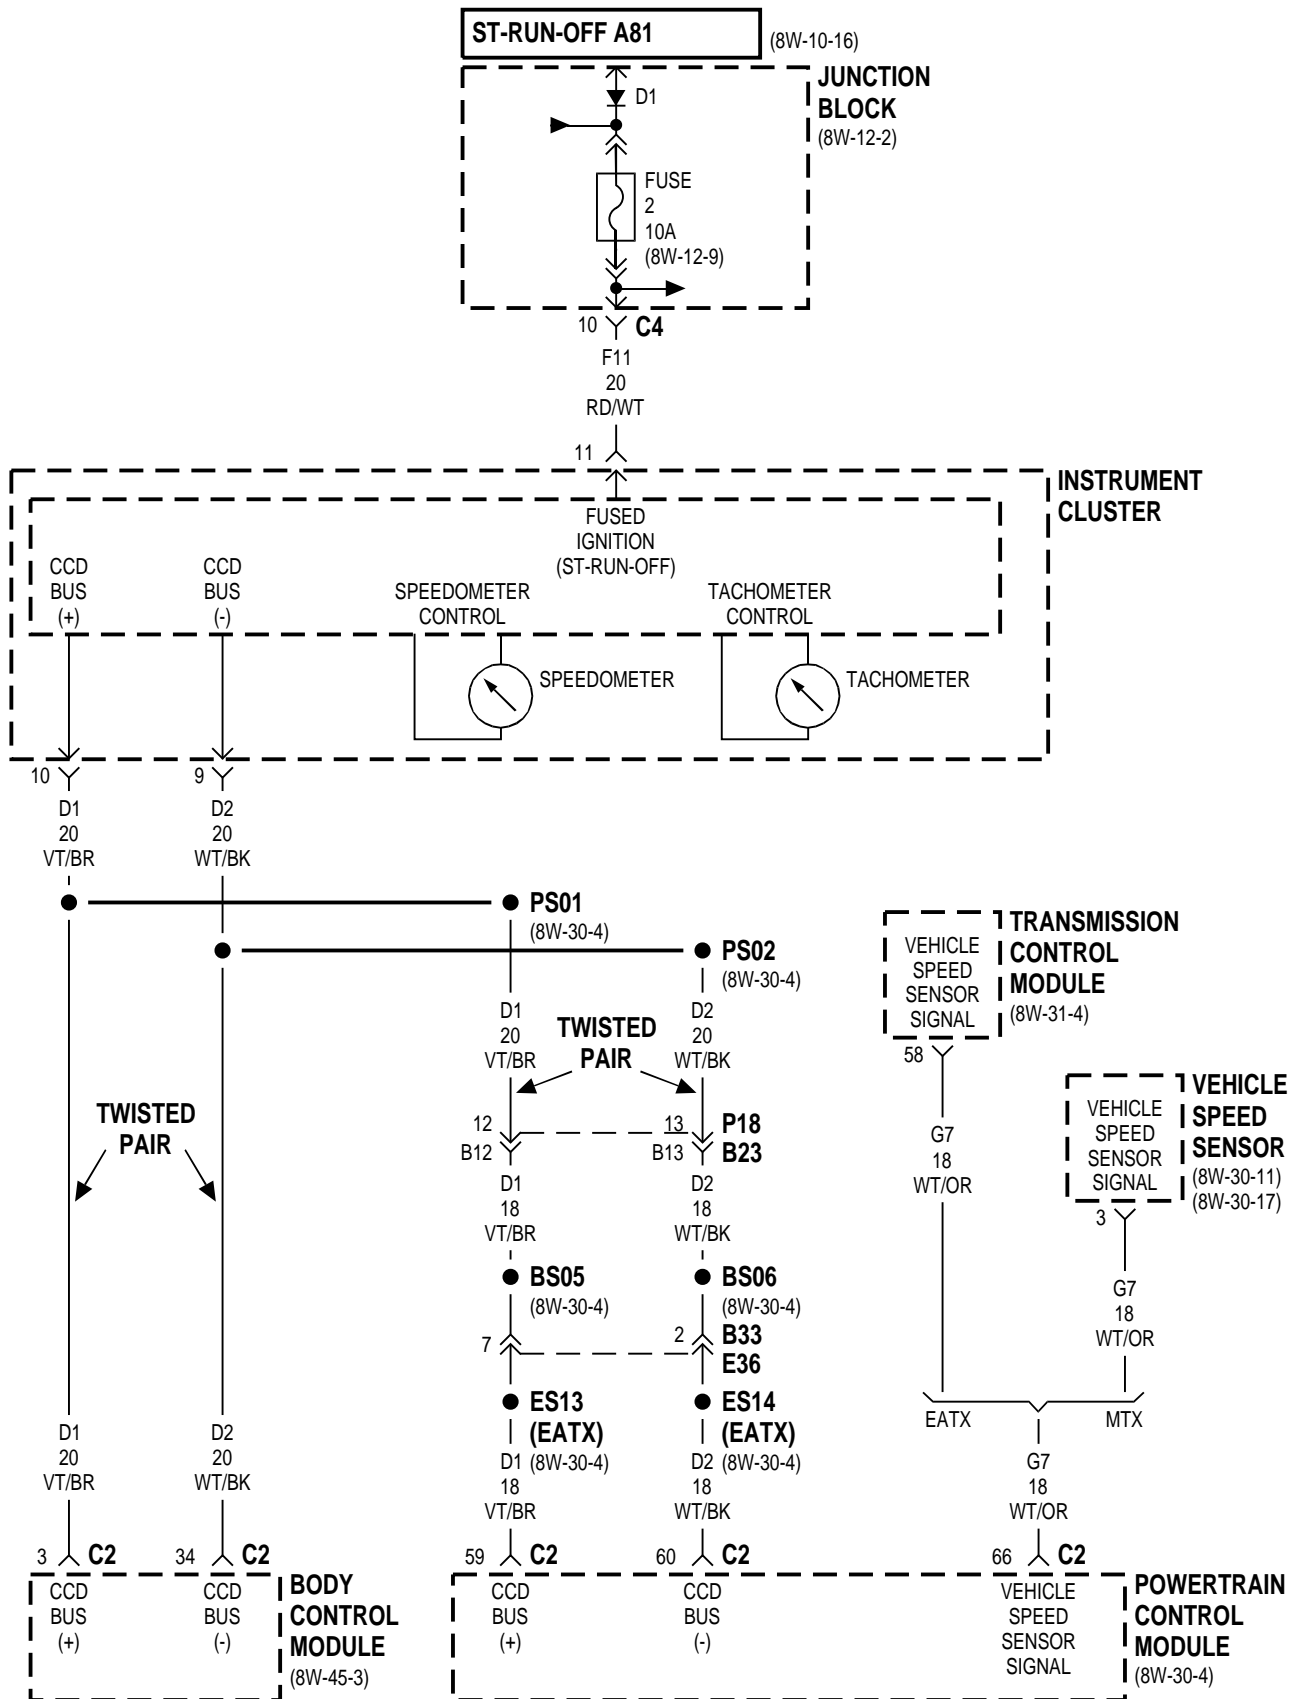 ST-RUN-OFF A81
(8W-10-16)
JUNCTION
BLOCK
(8W-12-2)
D1
FUSE
2
10A
(8W-12-9)
10
C4
F11
20
RD/WT
11
INSTRUMENT
CLUSTER
FUSED
IGNITION
(ST-RUN-OFF)
CCD
BUS
(+)
CCD
BUS
(-)
SPEEDOMETER
CONTROL
TACHOMETER
CONTROL
SPEEDOMETER
TACHOMETER
10
D1
20
VT/BR
9
D2
20
WT/BK
PS01
(8W-30-4)
PS02
(8W-30-4)
D1
20
VT/BR
TWISTED
PAIR
D2
20
WT/BK
VEHICLE
SPEED
SENSOR
SIGNAL
TRANSMISSION
CONTROL
MODULE
(8W-31-4)
58
G7
18
WT/OR
VEHICLE
SPEED
SENSOR
SIGNAL
VEHICLE
SPEED
SENSOR
(8W-30-11)
(8W-30-17)
3
G7
18
WT/OR
TWISTED
PAIR
12
13
P18
B12
B13
B23
D1
18
VT/BR
D2
18
WT/BK
BS05
(8W-30-4)
BS06
(8W-30-4)
7
2
B33
E36
ES13
(EATX)
(8W-30-4)
ES14
(EATX)
(8W-30-4)
EATX
MTX
D1
20
VT/BR
D2
20
WT/BK
D1
18
VT/BR
D2
18
WT/BK
G7
18
WT/OR
3
C2
34
C2
59
C2
60
C2
66
C2
CCD
BUS
(+)
CCD
BUS
(-)
BODY
CONTROL
MODULE
(8W-45-3)
CCD
BUS
(+)
CCD
BUS
(-)
VEHICLE
SPEED
SENSOR
SIGNAL
POWERTRAIN
CONTROL
MODULE
(8W-30-4)